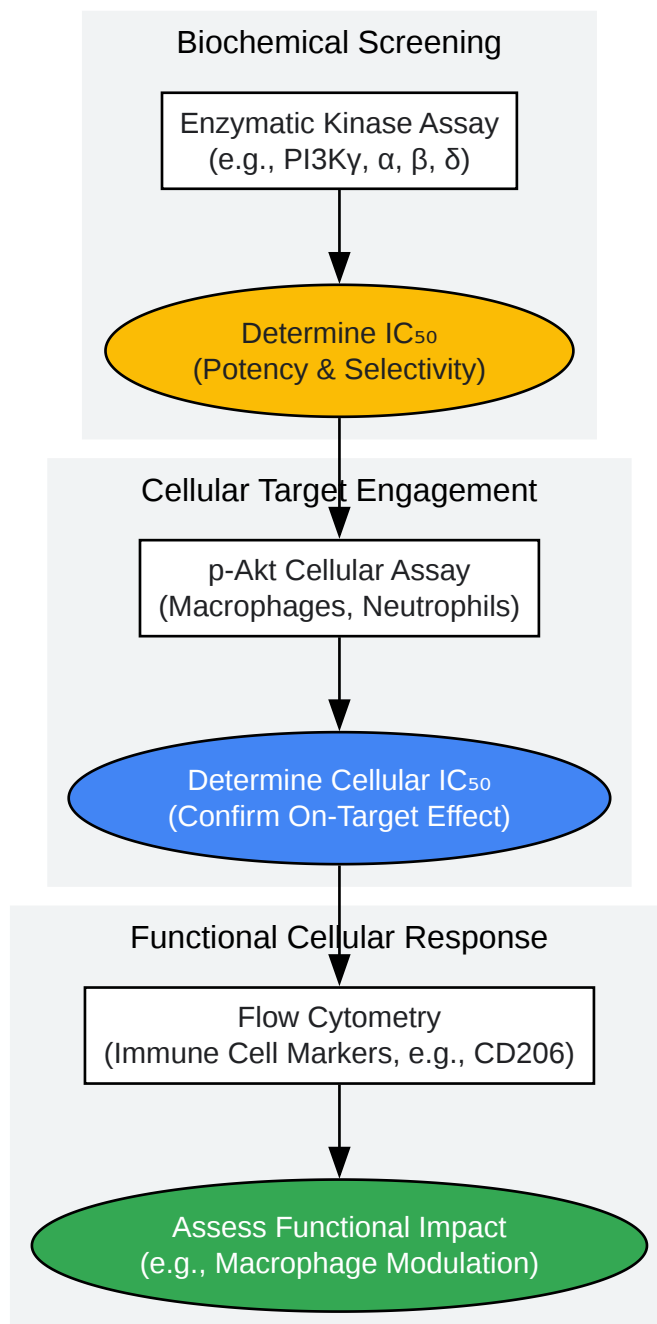 Biochemical Screening
Enzymatic Kinase Assay
(e.g., PI3Kγ, α, β, δ)
Determine IC₅₀
(Potency & Selectivity)
Cellular Target Engagement
p-Akt Cellular Assay
(Macrophages, Neutrophils)
Determine Cellular IC₅₀
(Confirm On-Target Effect)
Functional Cellular Response
Flow Cytometry
(Immune Cell Markers, e.g., CD206)
Assess Functional Impact
(e.g., Macrophage Modulation)